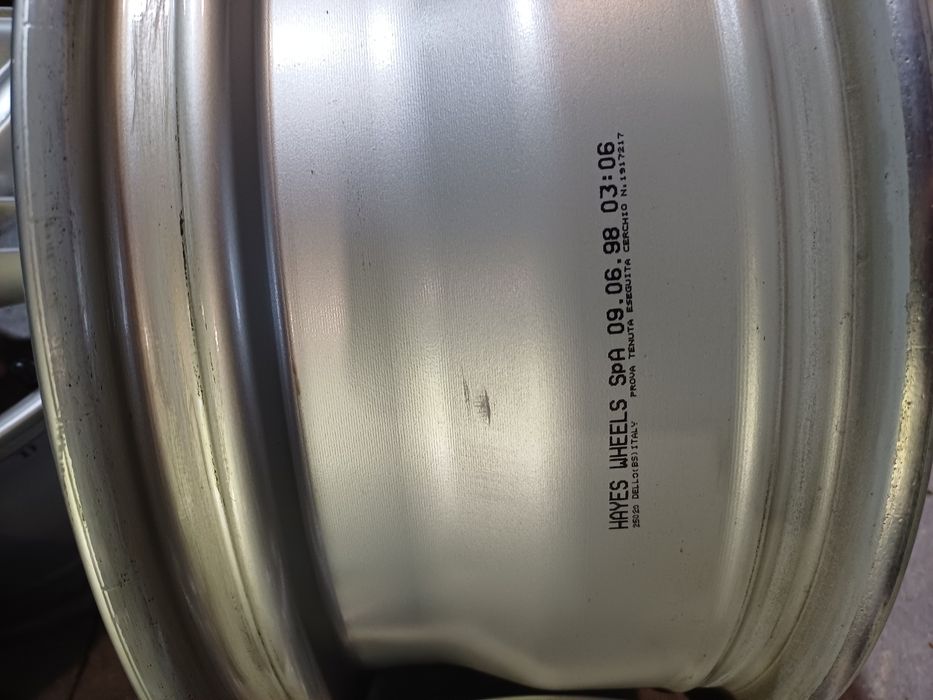 HAYES WHEELS SpA 09.06.98 03:06
25020 DELLO(BS)ITALY PROVA TENUTA ESEGUITA CERCHIO N.1917217